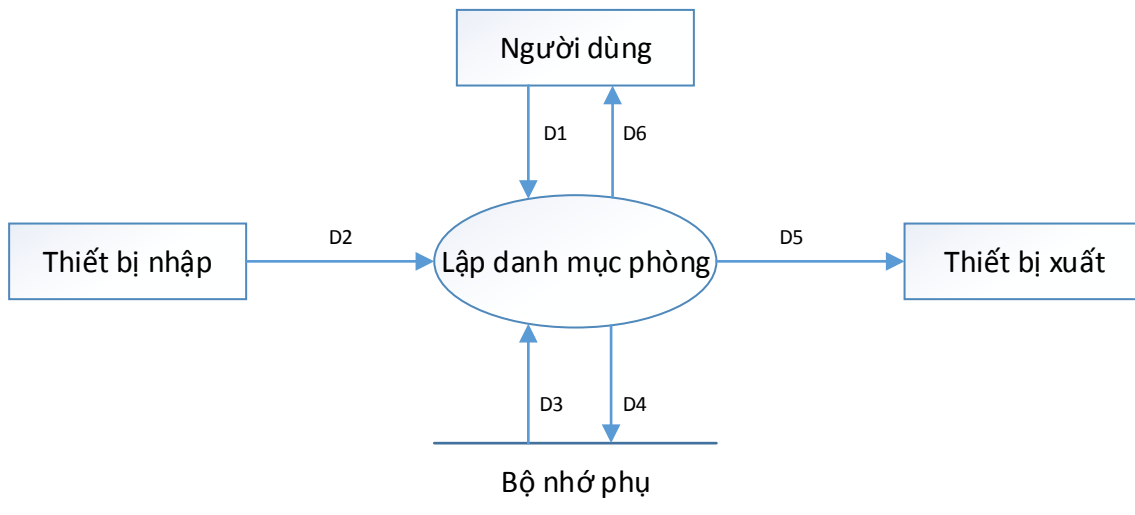 Người dùng
D1
D6
Thiết bị nhập
D2
Lập danh mục phòng
D5
Thiết bị xuất
D3
D4
Bộ nhớ phụ